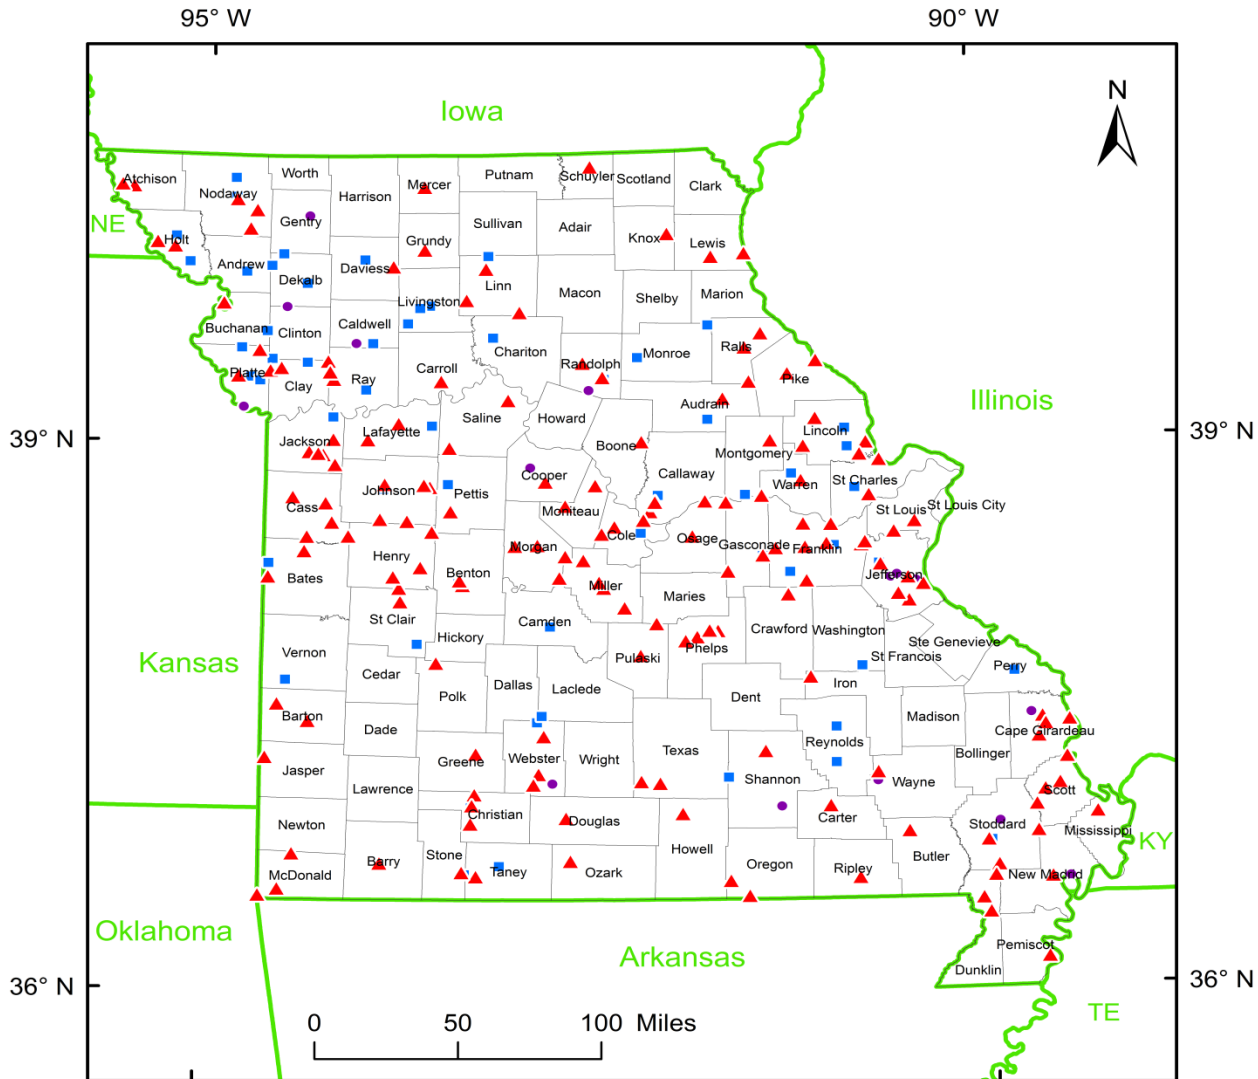 95° W
90° W
N
Iowa
Atchison
Nodaway
Worth
Harrison
Mercer
Putnam
Schuyler
Scotland
Clark
NE
Holt
Gentry
Grundy
Sullivan
Adair
Knox
Lewis
Andrew
Dekalb
Daviess
Livingston
Linn
Macon
Shelby
Marion
Buchanan
Clinton
Caldwell
Chariton
Monroe
Ralls
Platte
Clay
Ray
Carroll
Randolph
Pike
Illinois
Audrain
39° N
39° N
Jackson
Lafayette
Saline
Howard
Boone
Callaway
Montgomery
Lincoln
Cass
Johnson
Pettis
Cooper
Moniteau
Warren
St Charles
St Louis
St Louis City
Bates
Henry
Benton
Morgan
Cole
Osage
Gasconade
Franklin
Jefferson
Miller
Maries
St Clair
Hickory
Camden
Crawford
Washington
Ste Genevieve
Kansas
Vernon
Cedar
Polk
Dallas
Laclede
Pulaski
Phelps
St Francois
Perry
Dent
Iron
Barton
Dade
Greene
Webster
Wright
Texas
Reynolds
Madison
Cape Girardeau
Bollinger
Jasper
Lawrence
Christian
Douglas
Shannon
Wayne
Scott
Newton
Stone
Howell
Carter
Stoddard
Mississippi
KY
McDonald
Barry
Taney
Ozark
Oregon
Ripley
Butler
New Madrid
Oklahoma
Arkansas
Pemiscot
Dunklin
36° N
36° N
TE
0 50 100 Miles